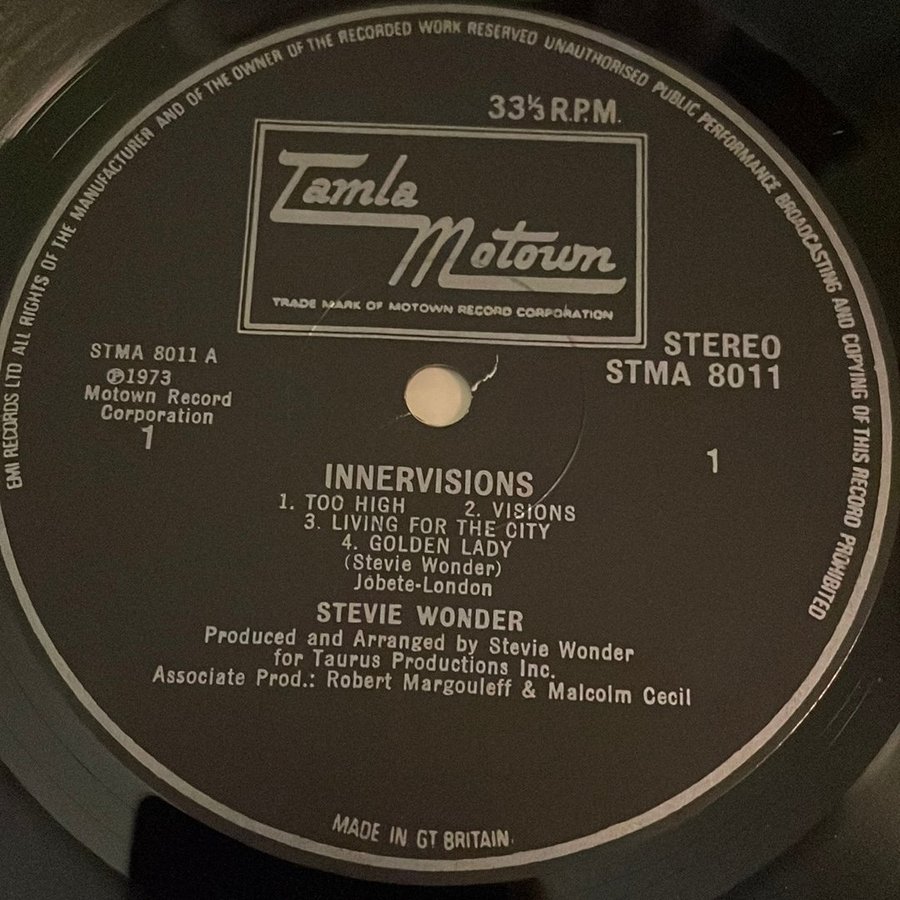 EMI RECORDS LTD ALL RIGHTS OF THE MANUFACTURER AND OF THE OWNER OF THE RECORDED WORK RESERVED UNAUTHORISED PUBLIC PERFORMANCE BROADCASTING AND COPYING OF THIS RECORD PROHIBITED
33⅓ R.P.M.
Tamla
Motown
TRADE MARK OF MOTOWN RECORD CORPORATION
STEREO
STMA 8011
STMA 8011 A
℗1973
Motown Record
Corporation
1
1
INNERVISIONS
1. TOO HIGH 2. VISIONS
3. LIVING FOR THE CITY
4. GOLDEN LADY
(Stevie Wonder)
Jobete-London
STEVIE WONDER
Produced and Arranged by Stevie Wonder
for Taurus Productions Inc.
Associate Prod.: Robert Margouleff & Malcolm Cecil
MADE IN GT BRITAIN